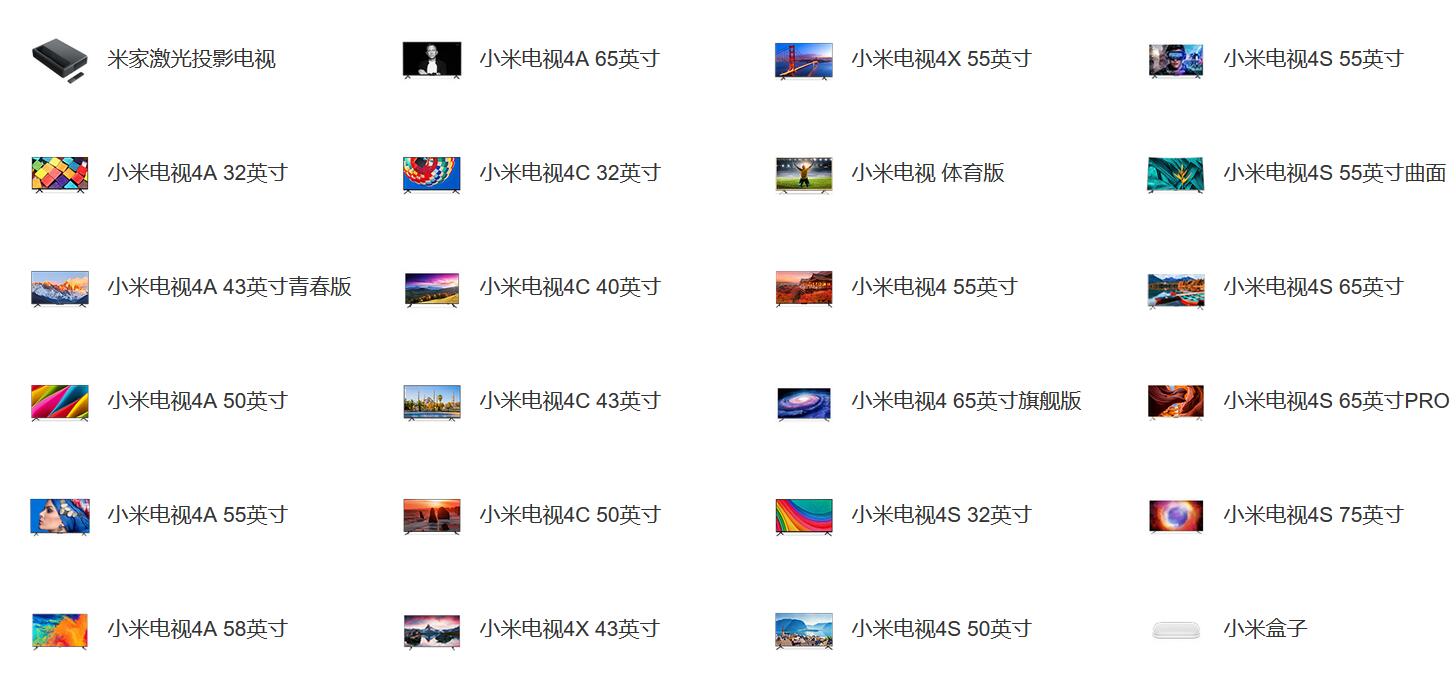 米家激光投影电视
小米电视4A 65英寸
小米电视4X 55英寸
小米电视4S 55英寸
小米电视4A 32英寸
小米电视4C 32英寸
小米电视 体育版
小米电视4S 55英寸曲面
小米电视4A 43英寸青春版
小米电视4C 40英寸
小米电视4 55英寸
小米电视4S 65英寸
小米电视4A 50英寸
小米电视4C 43英寸
小米电视4 65英寸旗舰版
小米电视4S 65英寸PRO
小米电视4A 55英寸
小米电视4C 50英寸
小米电视4S 32英寸
小米电视4S 75英寸
小米电视4A 58英寸
小米电视4X 43英寸
小米电视4S 50英寸
小米盒子